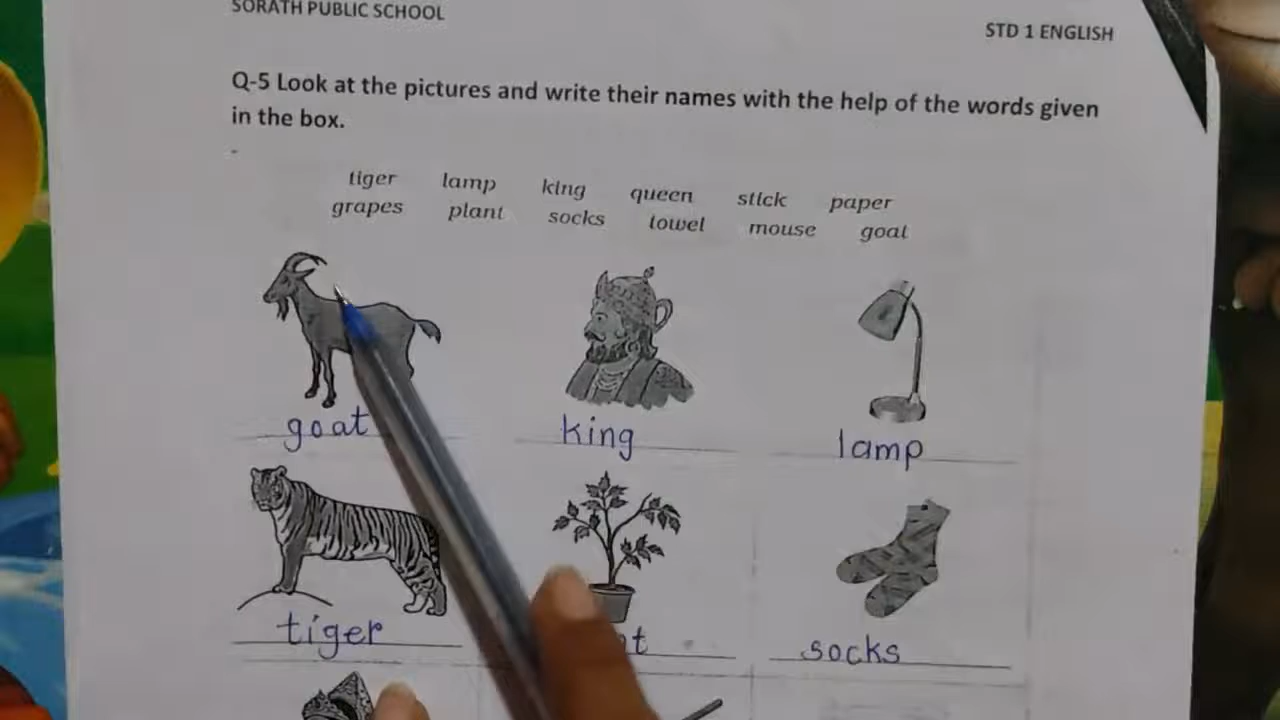 SORATH PUBLIC SCHOOL
STD 1 ENGLISH
Q-5 Look at the pictures and write their names with the help of the words given
in the box.
tiger lamp king queen stick paper
grapes plant socks towel mouse goat
goat king lamp
tiger socks